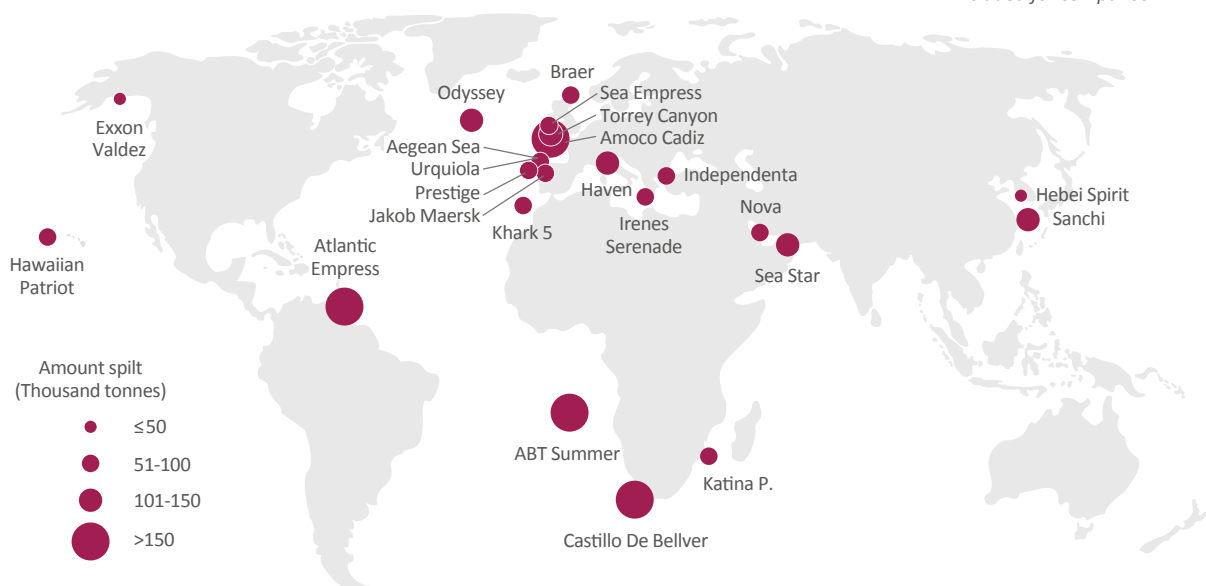 Braer
Odyssey
Sea Empress
Torrey Canyon
Amoco Cadiz
Exxon
Valdez
Aegean Sea
Urquiola
Prestige
Jakob Maersk
Haven
Independenta
Khark 5
Irenes
Serenade
Nova
Sea Star
Hebei Spirit
Sanchi
Hawaiian
Patriot
Atlantic
Empress
Amount spilt
(Thousand tonnes)
≤50
51-100
101-150
>150
ABT Summer
Katina P.
Castillo De Bellver